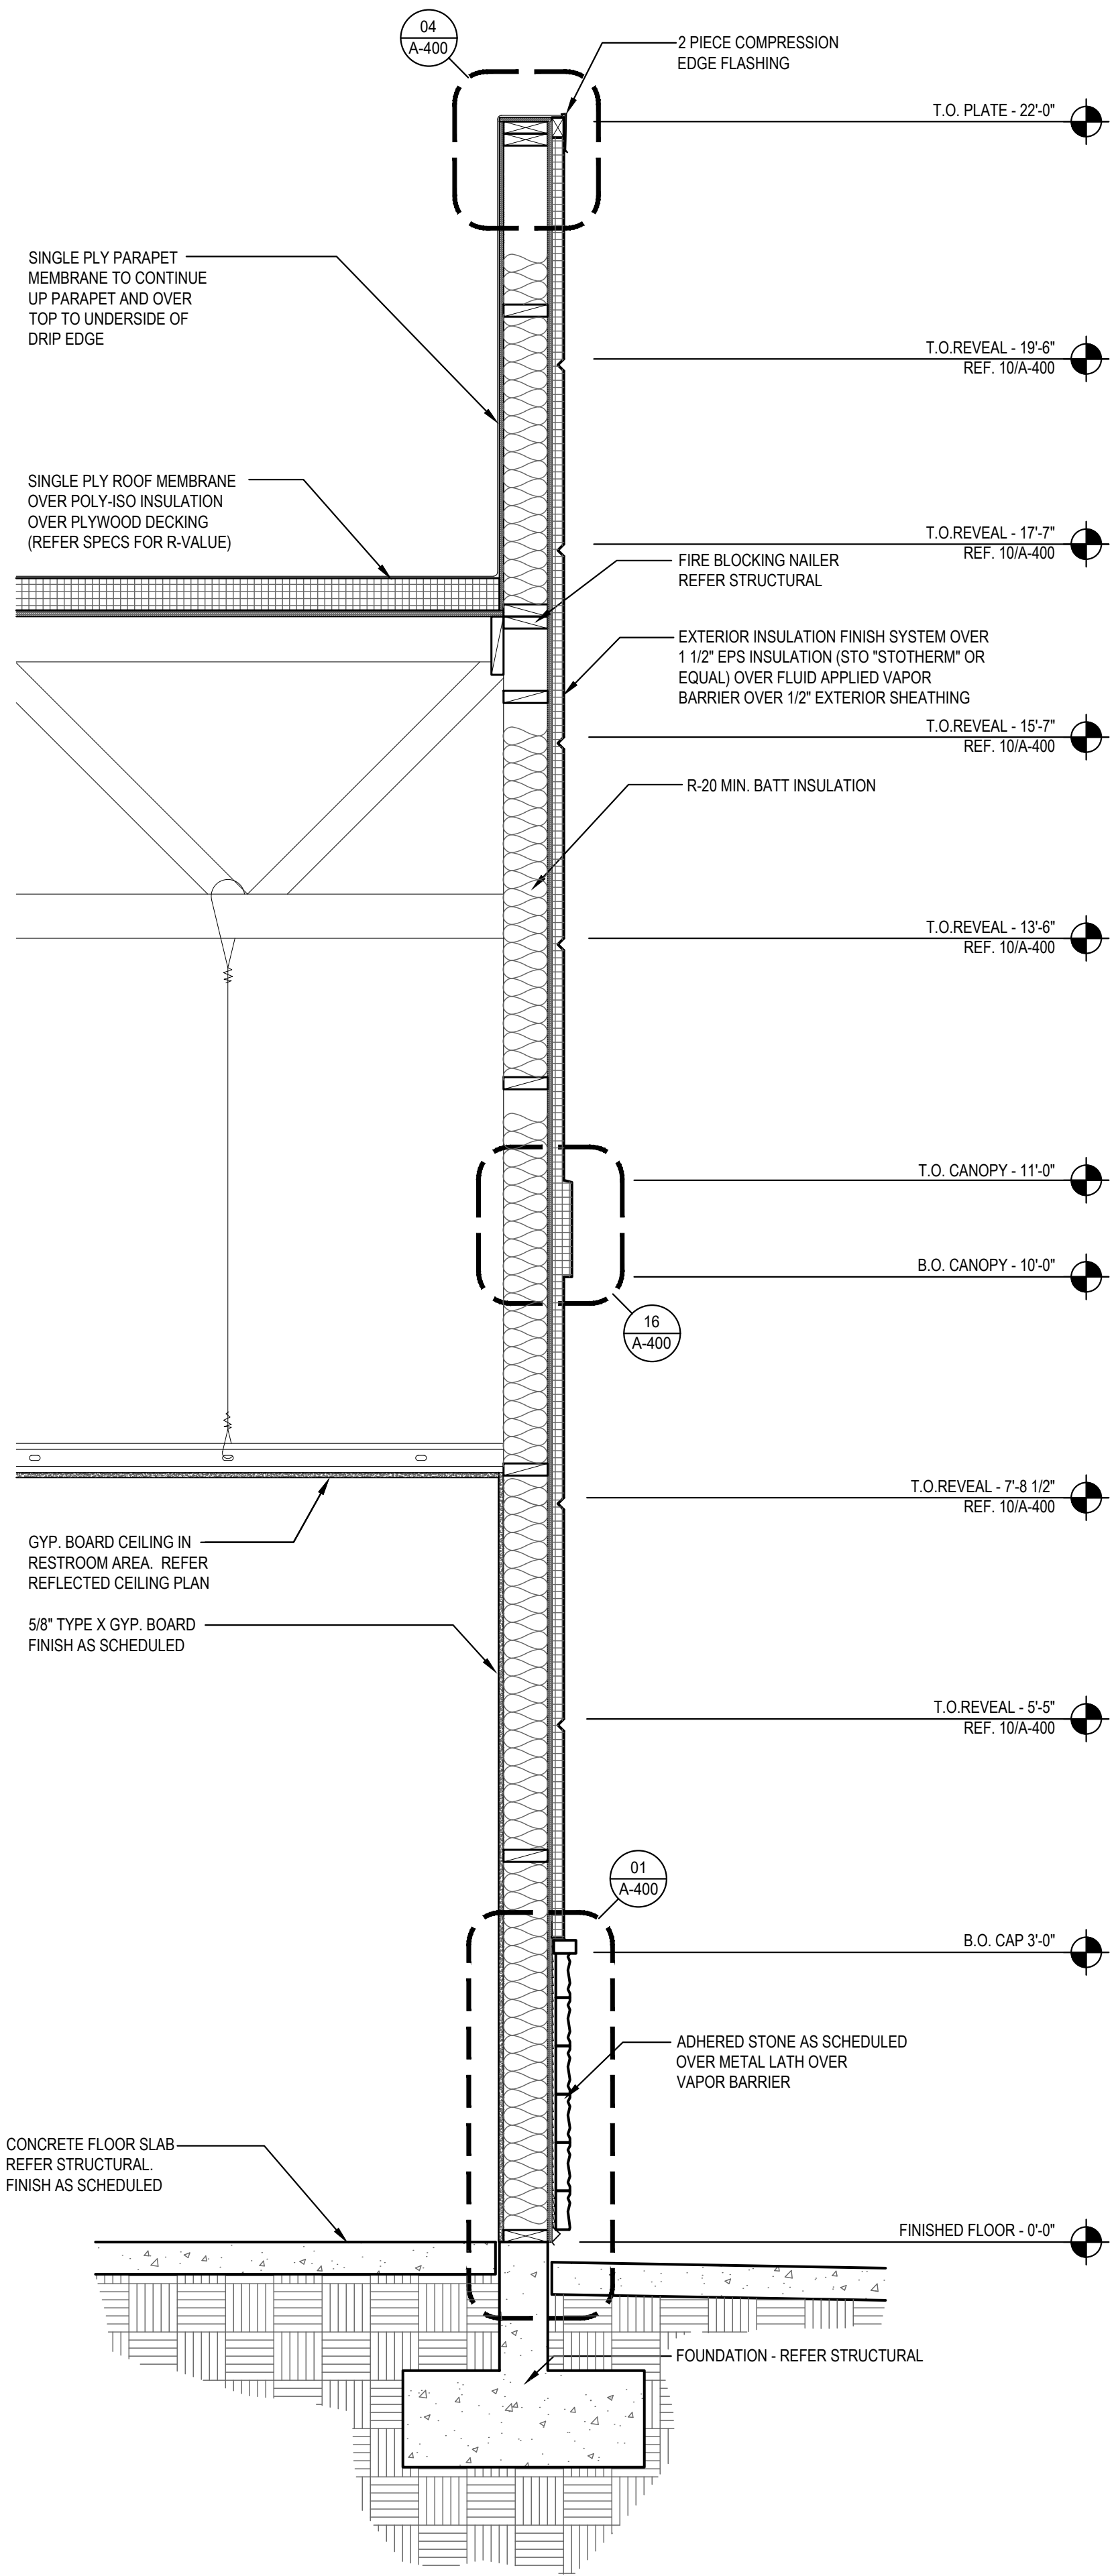 04
A-400
2 PIECE COMPRESSION
EDGE FLASHING
T.O. PLATE - 22'-0"
SINGLE PLY PARAPET
MEMBRANE TO CONTINUE
UP PARAPET AND OVER
TOP TO UNDERSIDE OF
DRIP EDGE
T.O.REVEAL - 19'-6"
REF. 10/A-400
SINGLE PLY ROOF MEMBRANE
OVER POLY-ISO INSULATION
OVER PLYWOOD DECKING
(REFER SPECS FOR R-VALUE)
T.O.REVEAL - 17'-7"
REF. 10/A-400
FIRE BLOCKING NAILER
REFER STRUCTURAL
EXTERIOR INSULATION FINISH SYSTEM OVER
1 1/2" EPS INSULATION (STO "STOTHERM" OR
EQUAL) OVER FLUID APPLIED VAPOR
BARRIER OVER 1/2" EXTERIOR SHEATHING
T.O.REVEAL - 15'-7"
REF. 10/A-400
R-20 MIN. BATT INSULATION
T.O.REVEAL - 13'-6"
REF. 10/A-400
T.O. CANOPY - 11'-0"
B.O. CANOPY - 10'-0"
16
A-400
T.O.REVEAL - 7'-8 1/2"
REF. 10/A-400
GYP. BOARD CEILING IN
RESTROOM AREA. REFER
REFLECTED CEILING PLAN
5/8" TYPE X GYP. BOARD
FINISH AS SCHEDULED
T.O.REVEAL - 5'-5"
REF. 10/A-400
01
A-400
B.O. CAP 3'-0"
ADHERED STONE AS SCHEDULED
OVER METAL LATH OVER
VAPOR BARRIER
CONCRETE FLOOR SLAB
REFER STRUCTURAL.
FINISH AS SCHEDULED
FINISHED FLOOR - 0'-0"
FOUNDATION - REFER STRUCTURAL